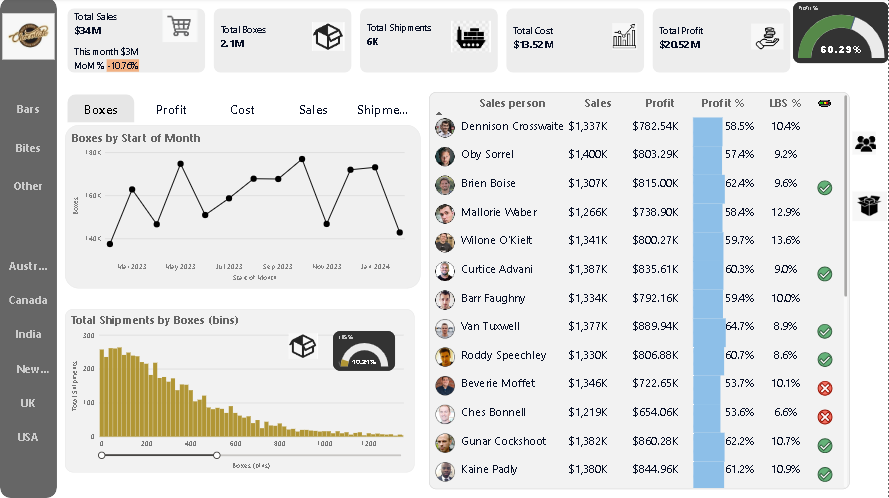 Total Sales
$34M
This month $3M
MoM % -10.76%
Total Boxes
2.1M
Total Shipments
6K
Total Cost
$13.52M
Total Profit
$20.52M
Profit %
60.29%
Bars
Bites
Other
Austr...
Canada
India
New...
UK
USA
Boxes Profit Cost Sales Shipme...
Boxes by Start of Month
180K
160K
140K
Boxes
Mar 2023 May 2023 Jul 2023 Sep 2023 Nov 2023 Jan 2024
Start of Month
Total Shipments by Boxes (bins)
300
200
100
0
Total Shipments
0 200 400 600 800 1000 1200
Boxes (bins)
LBS %
10.21%
Sales person Sales Profit Profit % LBS %
Dennison Crosswaite $1,337K $782.54K 58.5% 10.4%
Oby Sorrel $1,400K $803.29K 57.4% 9.2%
Brien Boise $1,307K $815.00K 62.4% 9.6%
Mallorie Waber $1,266K $738.90K 58.4% 12.9%
Wilone O'Kielt $1,341K $800.27K 59.7% 13.6%
Curtice Advani $1,387K $835.61K 60.3% 9.0%
Barr Faughny $1,334K $792.16K 59.4% 10.0%
Van Tuxwell $1,377K $889.94K 64.7% 8.9%
Roddy Speechley $1,330K $806.88K 60.7% 8.6%
Beverie Moffet $1,346K $722.65K 53.7% 10.1%
Ches Bonnell $1,219K $654.06K 53.6% 6.6%
Gunar Cockshoot $1,382K $860.28K 62.2% 10.7%
Kaine Padly $1,380K $844.96K 61.2% 10.9%